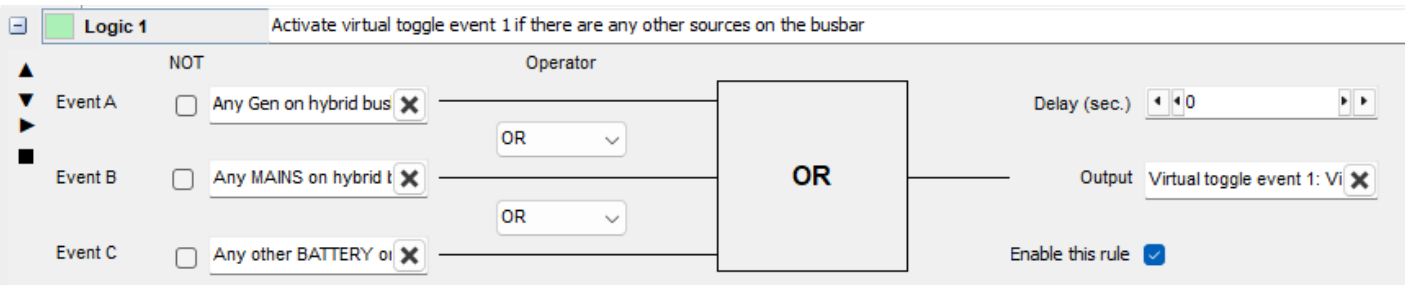 Logic 1 Activate virtual toggle event 1 if there are any other sources on the busbar
NOT Operator
Event A Any Gen on hybrid bus Delay (sec.) 0
OR
Event B Any MAINS on hybrid OR Output Virtual toggle event 1: Vi
OR
Event C Any other BATTERY Enable this rule